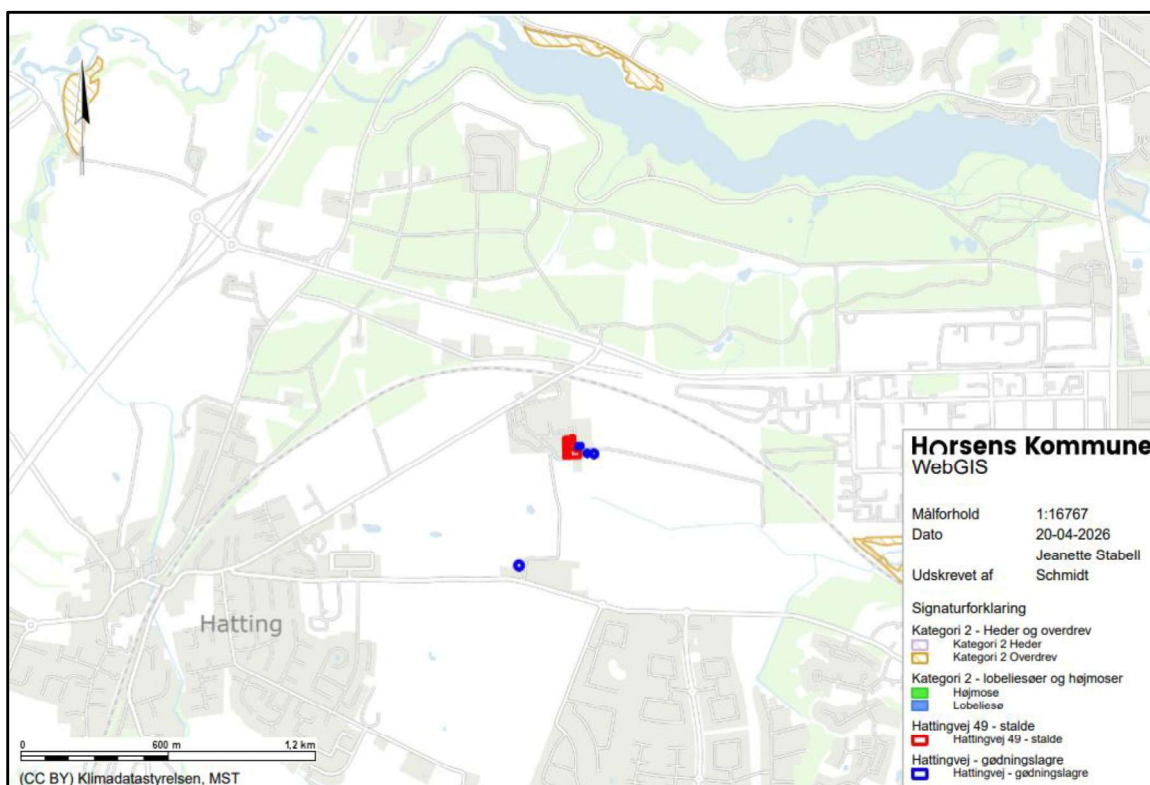 Hatting
0 600 m 1,2 km
(CC BY) Klimadatastyrelsen, MST
Horsens Kommune
WebGIS
Målforhold 1:16767
Dato 20-04-2026
Jeanette Stabell
Udskrevet af Schmidt
Signaturforklaring
Kategori 2 - Heder og overdrev
Kategori 2 Heder
Kategori 2 Overdrev
Kategori 2 - lobeliesøer og højmoser
Højmose
Lobeliesø
Hattingvej 49 - stalde
Hattingvej 49 - stalde
Hattingvej - gødningslagre
Hattingvej - gødningslagre